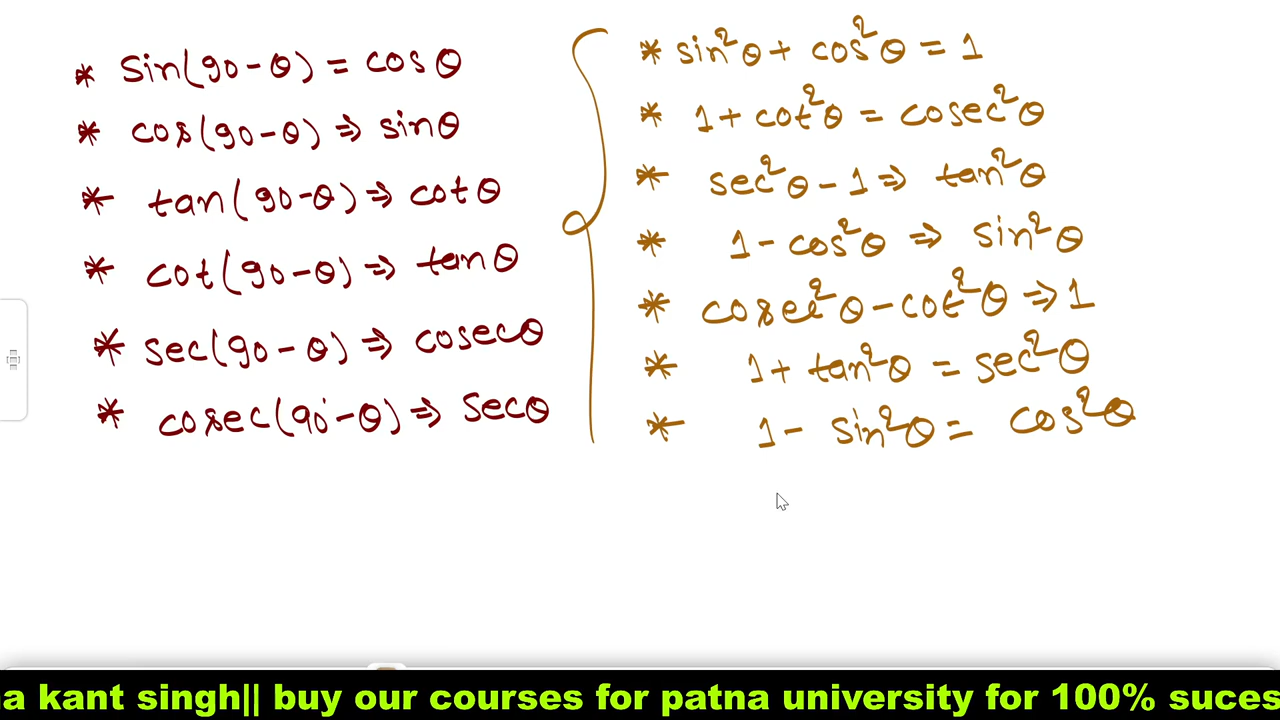 * sin(90-θ) = cosθ
* cos(90-θ) ⇒ sinθ
* tan(90-θ) ⇒ cotθ
* cot(90-θ) ⇒ tanθ
* sec(90-θ) ⇒ cosecθ
* cosec(90-θ) ⇒ secθ
* sin²θ + cos²θ = 1
* 1 + cot²θ = cosec²θ
* sec²θ - 1 ⇒ tan²θ
* 1 - cos²θ ⇒ sin²θ
* cosec²θ - cot²θ ⇒ 1
* 1 + tan²θ = sec²θ
* 1 - sin²θ = cos²θ
kant singh|| buy our courses for patna university for 100% suces